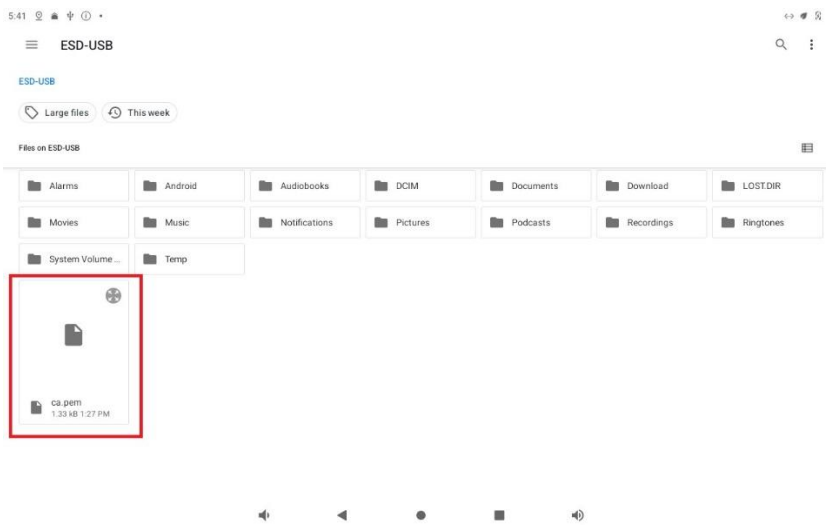 5:41
ESD-USB
ESD-USB
Large files This week
Files on ESD-USB
Alarms Android Audiobooks DCIM Documents Download LOST.DIR
Movies Music Notifications Pictures Podcasts Recordings Ringtones
System Volume ... Temp
ca.pem
1.33 kB 1:27 PM